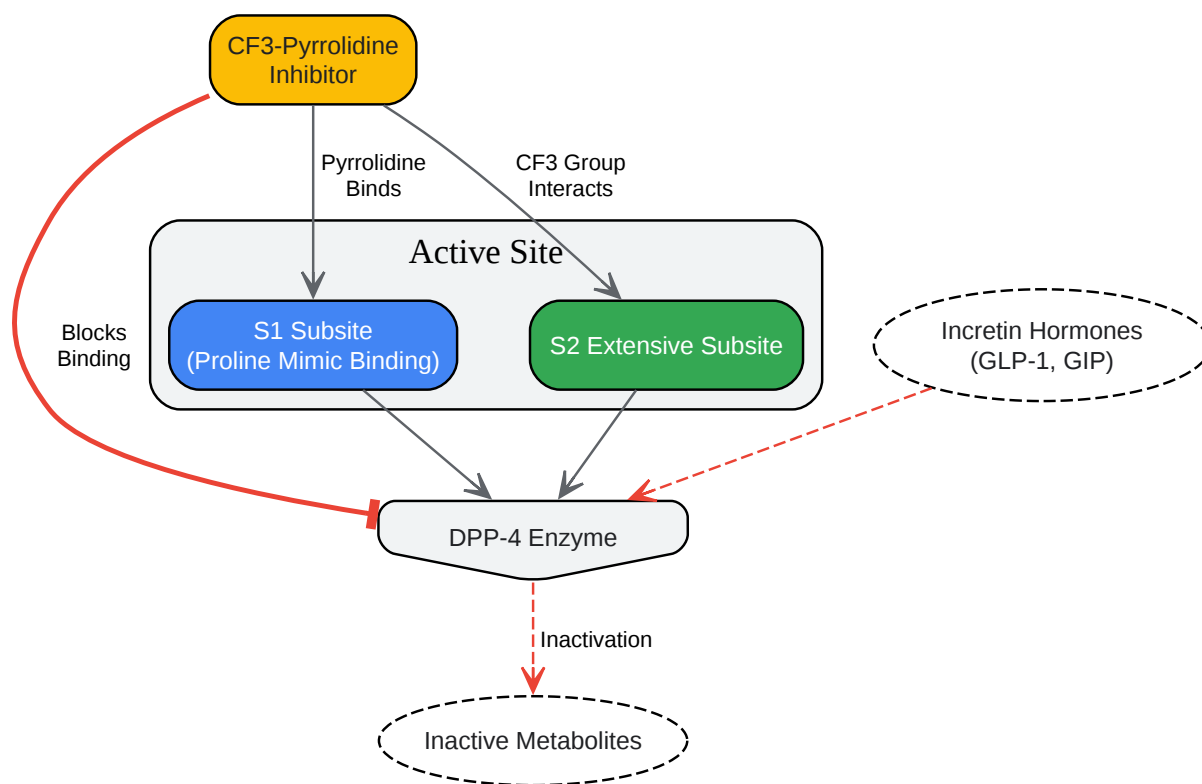 CF3-Pyrrolidine
Inhibitor
Pyrrolidine
Binds
CF3 Group
Interacts
Active Site
Blocks
Binding
S1 Subsite
(Proline Mimic Binding)
S2 Extensive Subsite
Incretin Hormones
(GLP-1, GIP)
DPP-4 Enzyme
Inactivation
Inactive Metabolites